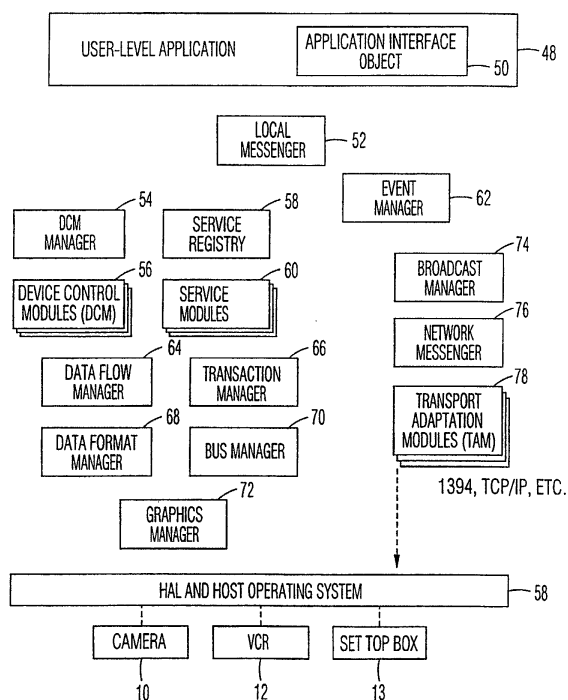 USER-LEVEL APPLICATION
APPLICATION INTERFACE
OBJECT
50
48
LOCAL
MESSENGER
52
EVENT
MANAGER
62
54
DCM
MANAGER
58
SERVICE
REGISTRY
74
BROADCAST
MANAGER
56
DEVICE CONTROL
MODULES (DCM)
60
SERVICE
MODULES
76
NETWORK
MESSENGER
64
DATA FLOW
MANAGER
66
TRANSACTION
MANAGER
78
TRANSPORT
ADAPTATION
MODULES (TAM)
68
DATA FORMAT
MANAGER
70
BUS MANAGER
1394, TCP/IP, ETC.
72
GRAPHICS
MANAGER
HAL AND HOST OPERATING SYSTEM
58
CAMERA
VCR
SET TOP BOX
10
12
13